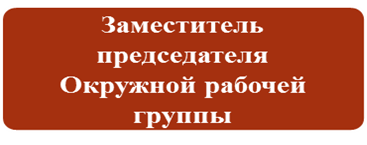 Заместитель
председателя
Окружной рабочей
группы